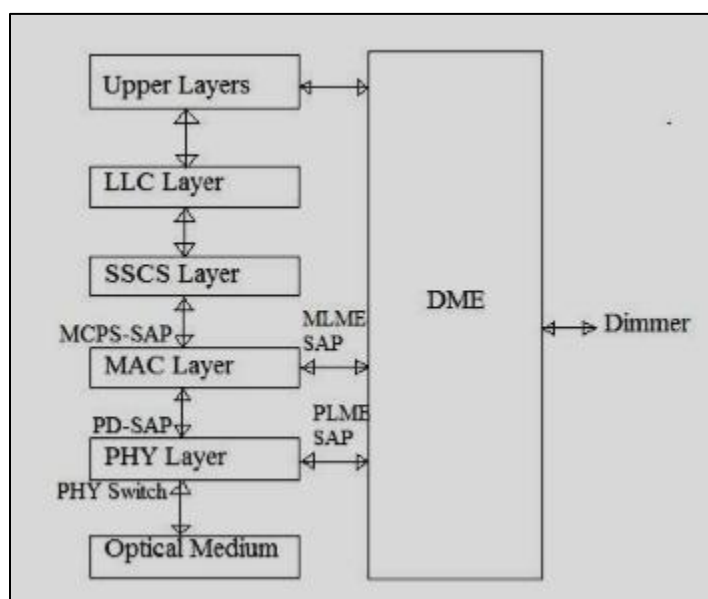 Upper Layers
LLC Layer
SSCS Layer
MCPS-SAP
MLME
SAP
MAC Layer
DME
Dimmer
PD-SAP
PLME
SAP
PHY Layer
PHY Switch
Optical Medium